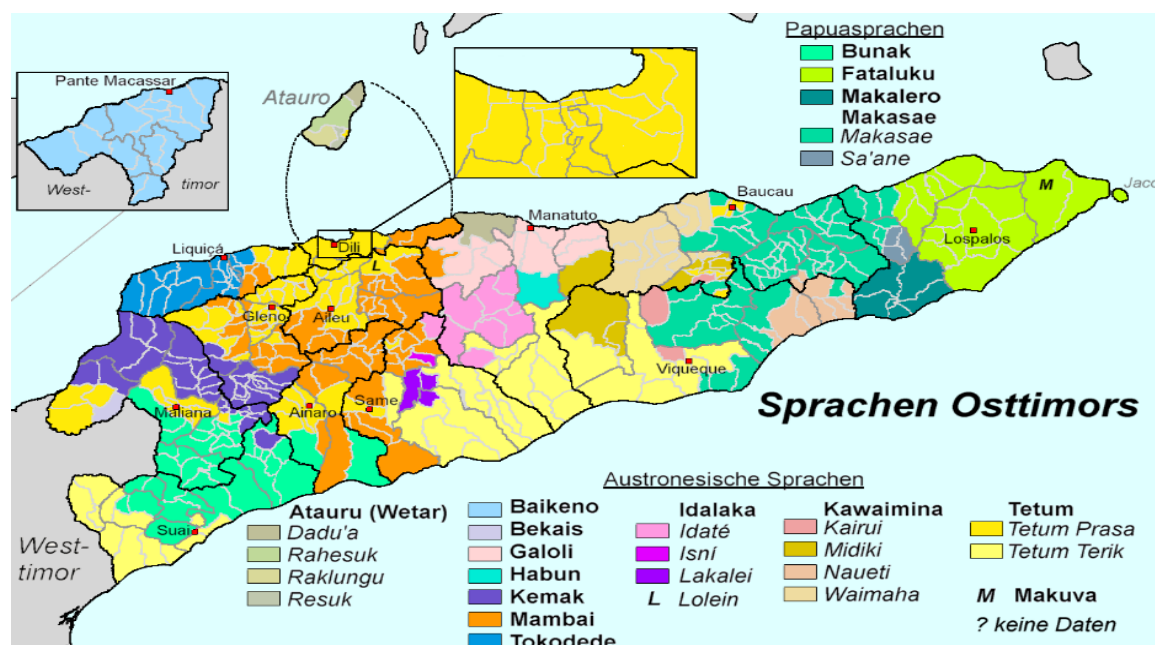 Papuasprachen
Bunak
Fataluku
Makalero
Makasae
Makasae
Sa'ane
Pante Macassar
West-
timor
Atauro
Baucau
Manatuto
M
Jaco
Liquiçá
Dili
L
Lospalos
Gleno
Aileu
Viqueque
Maliana
Ainaro
Same
Sprachen Osttimors
Suai
West-
timor
Austronesische Sprachen
Atauru (Wetar)
Dadu'a
Rahesuk
Raklungu
Resuk
Baikeno
Bekais
Galoli
Habun
Kemak
Mambai
Tokodede
Idalaka
Idaté
Isní
Lakalei
L Lolein
Kawaimina
Kairui
Midiki
Naueti
Waimaha
Tetum
Tetum Prasa
Tetum Terik
M Makuva
? keine Daten